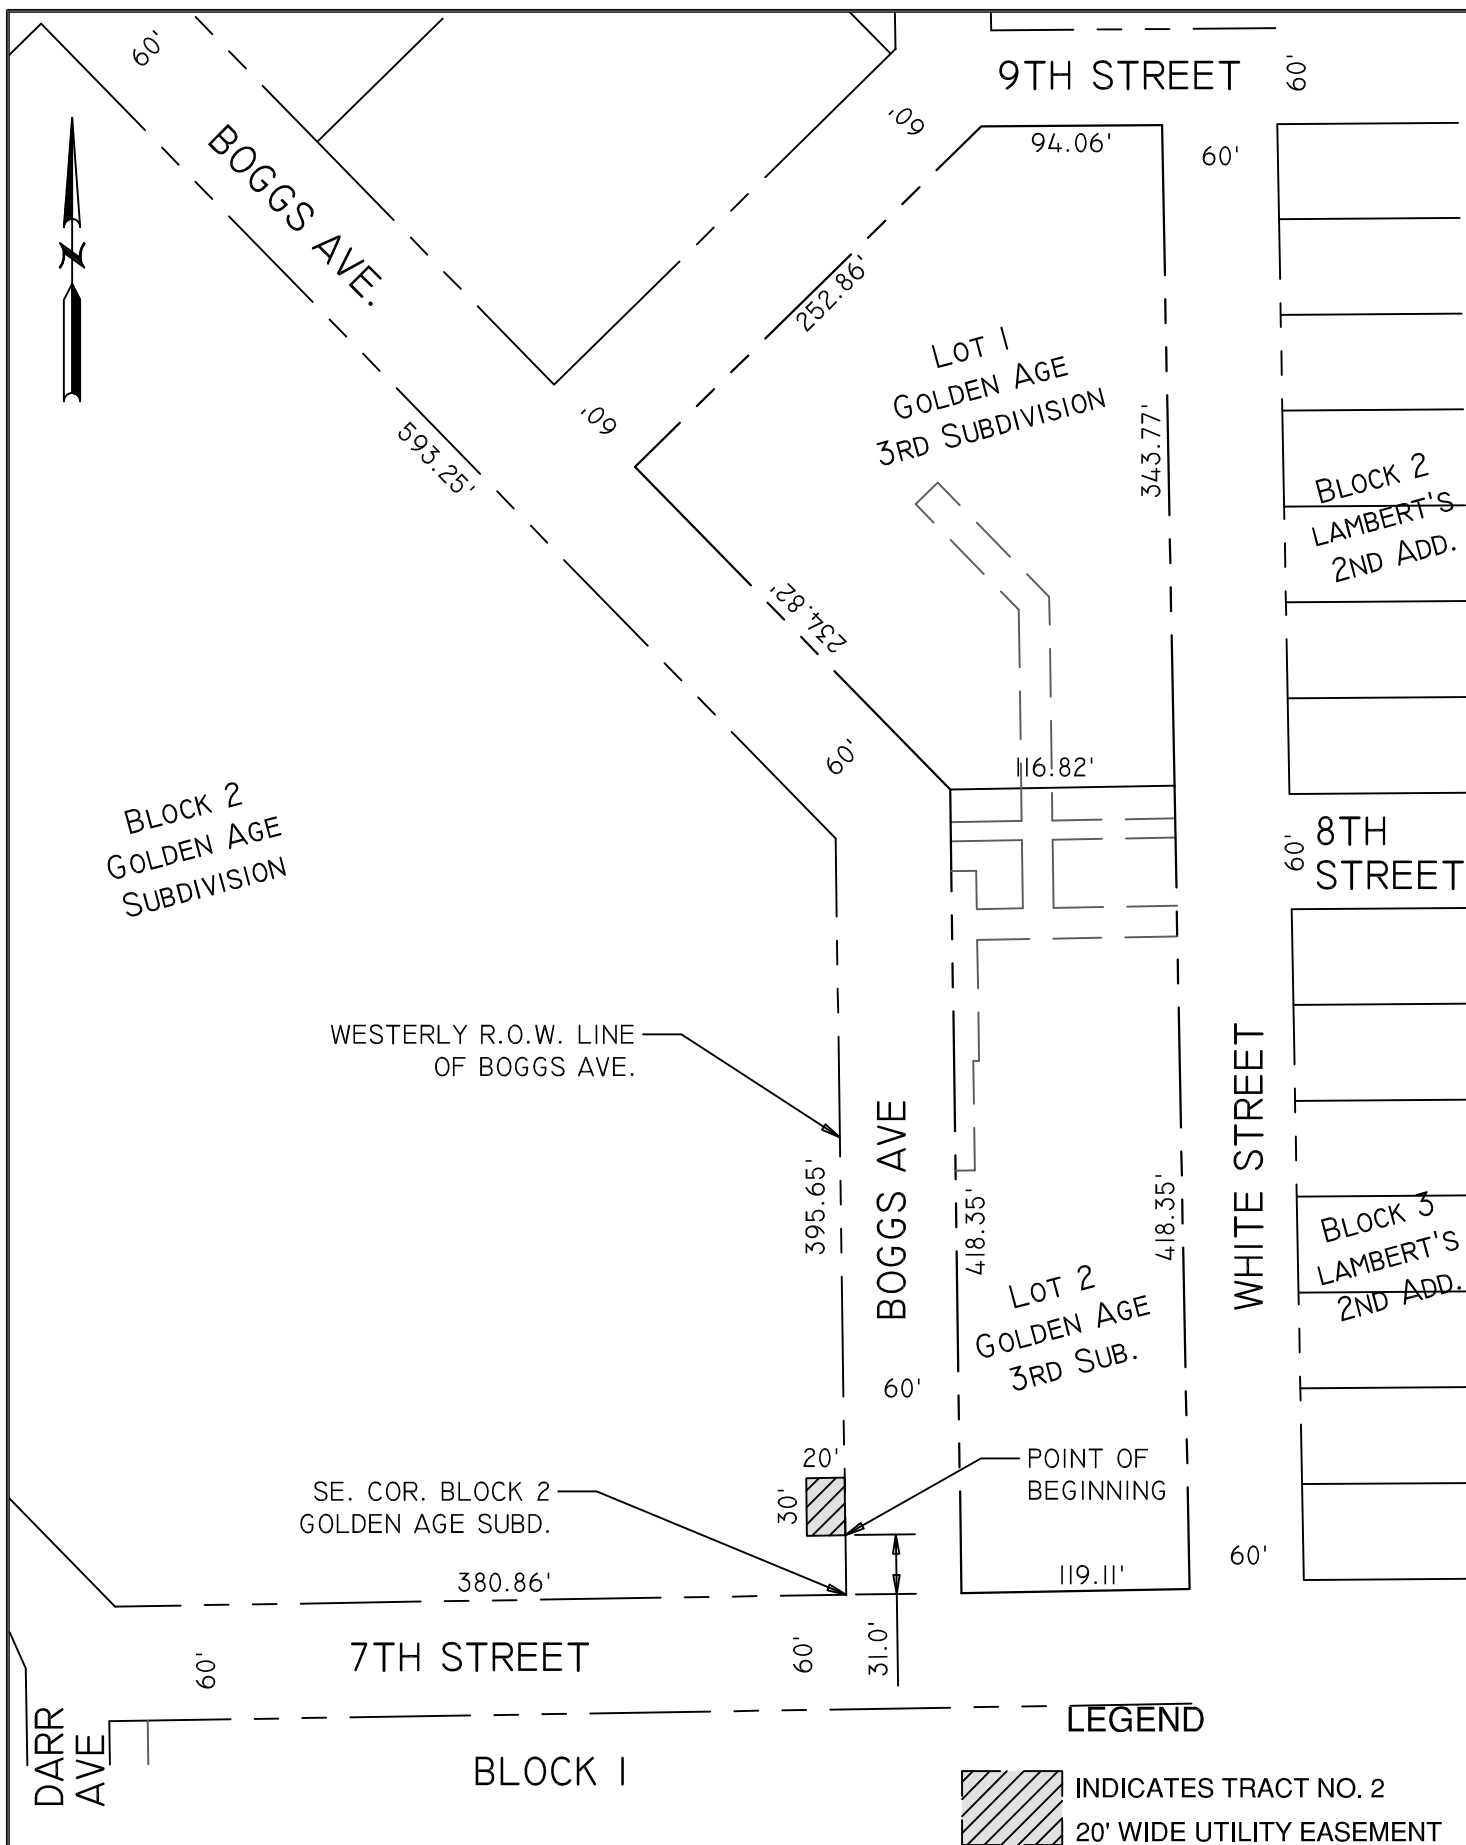 60'
9TH STREET
60'
BOGGS AVE.
60'
94.06'
60'
N
252.86'
LOT 1
GOLDEN AGE
3RD SUBDIVISION
593.25'
60'
343.77'
BLOCK 2
LAMBERT'S
2ND ADD.
234.82'
60'
116.82'
BLOCK 2
GOLDEN AGE
SUBDIVISION
60'
8TH
STREET
WESTERLY R.O.W. LINE
OF BOGGS AVE.
395.65'
BOGGS AVE
418.35'
418.35'
WHITE STREET
BLOCK 3
LAMBERT'S
2ND ADD.
LOT 2
GOLDEN AGE
3RD SUB.
60'
20'
POINT OF
BEGINNING
SE. COR. BLOCK 2
GOLDEN AGE SUBD.
30'
60'
380.86'
119.11'
7TH STREET
60'
60'
31.0'
DARR
AVE
BLOCK 1
LEGEND
INDICATES TRACT NO. 2
20' WIDE UTILITY EASEMENT